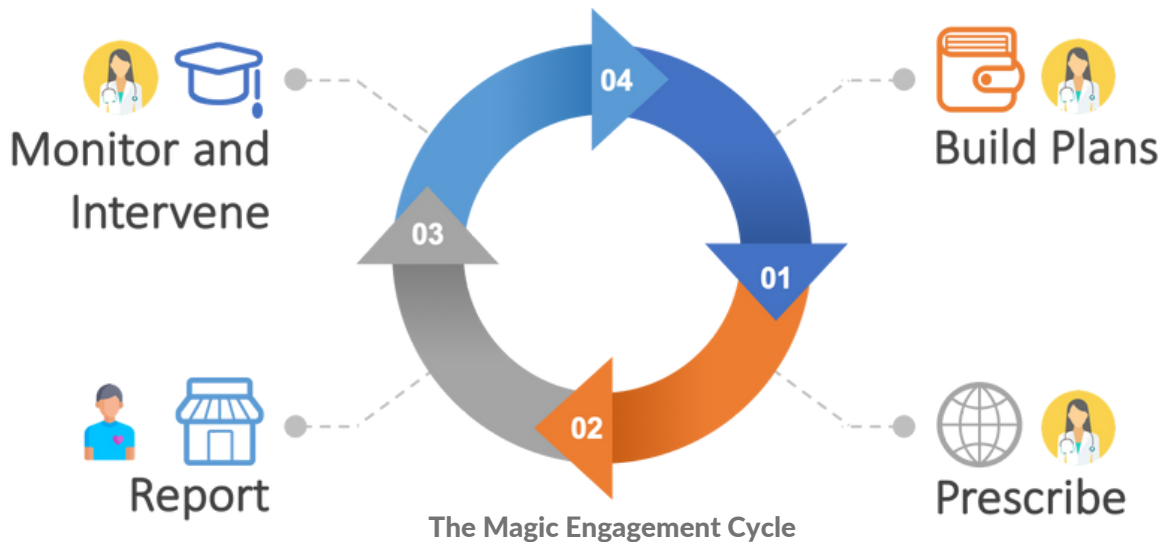 04
Monitor and
Intervene
Build Plans
03
01
02
Report
Prescribe
The Magic Engagement Cycle